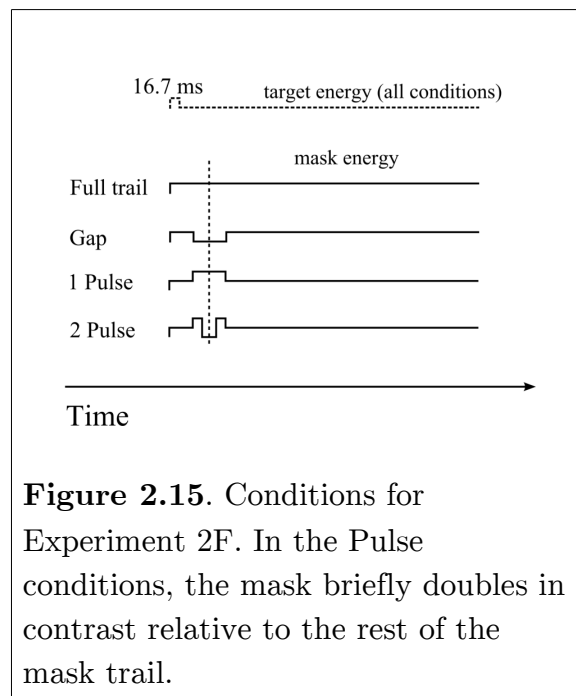 16.7 ms
target energy (all conditions)
mask energy
Full trail
Gap
1 Pulse
2 Pulse
Time
Figure 2.15. Conditions for
Experiment 2F. In the Pulse
conditions, the mask briefly doubles in
contrast relative to the rest of the
mask trail.